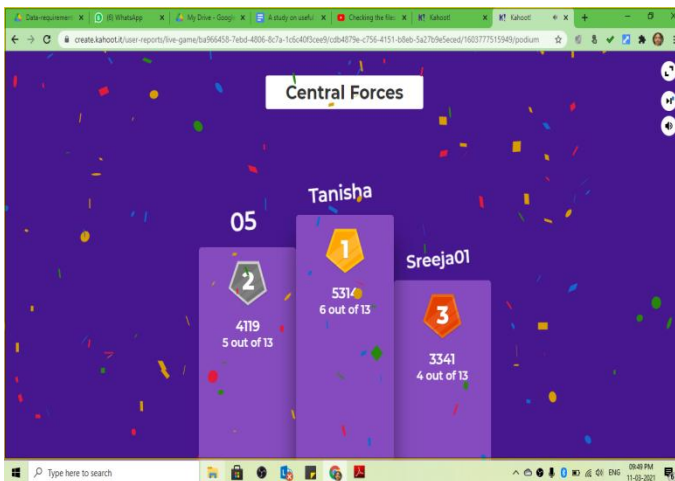 Data-requirement
(6) WhatsApp
My Drive - Googl
A study on useful
Checking the files
Kahoot!
Kahoot!
create.kahoot.it/user-reports/live-game/ba966458-7ebd-4806-8c7a-1c6c40f3cee9/cdb4879e-c756-4151-b8eb-5a27b9e5eced/1603777515949/podium
Central Forces
Tanisha
05
Sreeja01
1
2
5314
6 out of 13
3
4119
5 out of 13
3341
4 out of 13
Type here to search
ENG
09:49 PM
11-03-2021